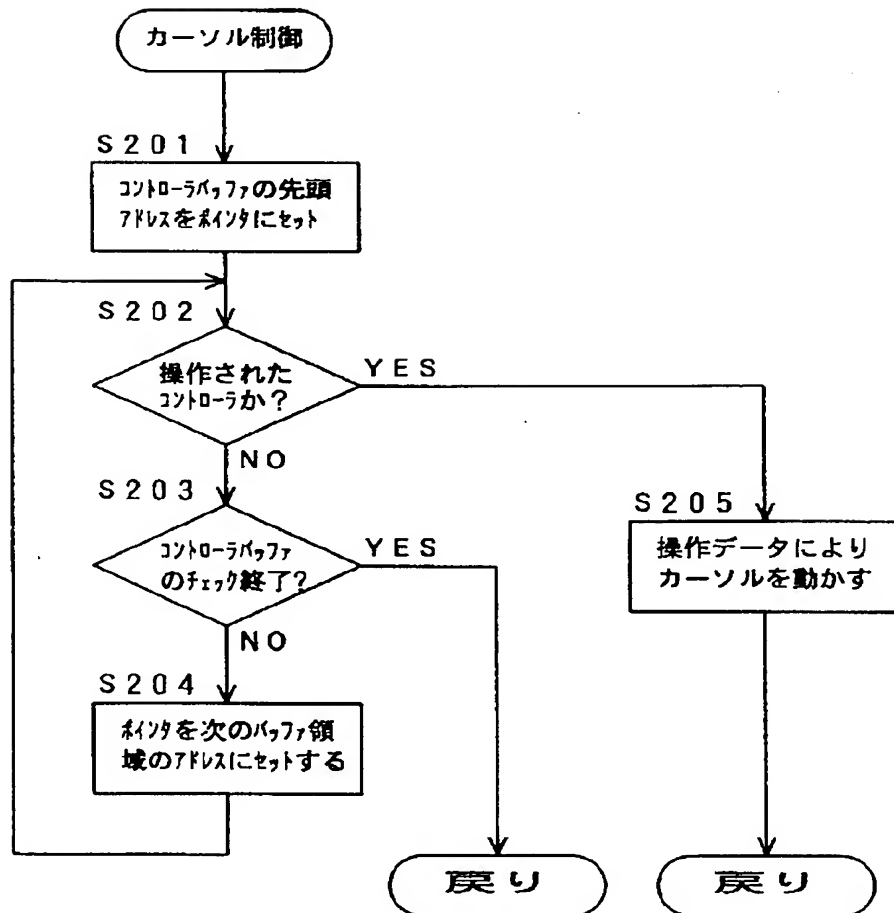 カーソル制御
S201
コントローラバッファの先頭
アドレスをポインタにセット
S202
操作された
コントローラか？
YES
NO
S203
コントローラバッファ
のチェック終了？
YES
NO
S204
ポインタを次のバッファ領
域のアドレスにセットする
S205
操作データにより
カーソルを動かす
戻り
戻り